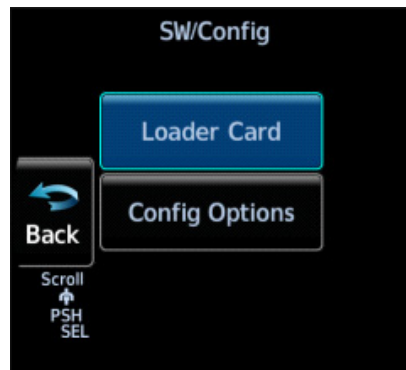 SW/Config
Loader Card
Config Options
Back
Scroll
PSH
SEL